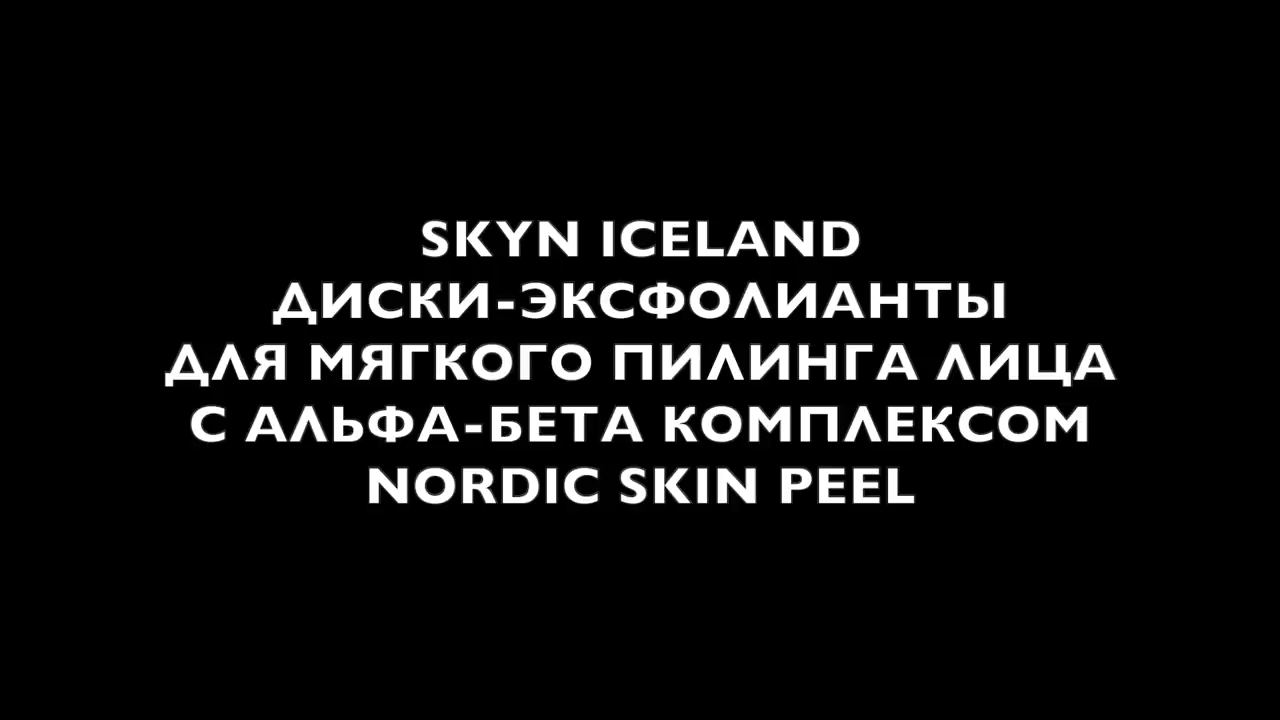 SKYN ICELAND
ДИСКИ-ЭКСФОЛИАНТЫ
ДЛЯ МЯГКОГО ПИЛИНГА ЛИЦА
С АЛЬФА-БЕТА КОМПЛЕКСОМ
NORDIC SKIN PEEL